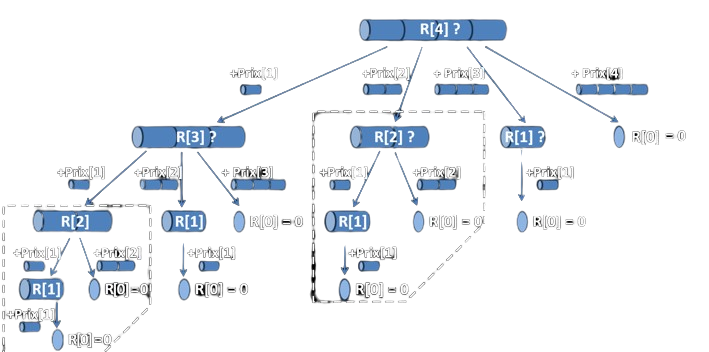 R[4] ?
+Prix[1]
+Prix[2]
+ Prix[3]
+ Prix[4]
R[3] ?
R[2] ?
R[1] ?
R[0] = 0
+Prix[1]
+Prix[2]
+ Prix[3]
+Prix[1]
+Prix[2]
+Prix[1]
R[2]
R[1]
R[0] = 0
R[1]
R[0] = 0
R[0] = 0
+Prix[1]
+Prix[2]
+Prix[1]
+Prix[1]
R[1]
R[0]=0
R[0] = 0
R[0] = 0
+Prix[1]
R[0]=0